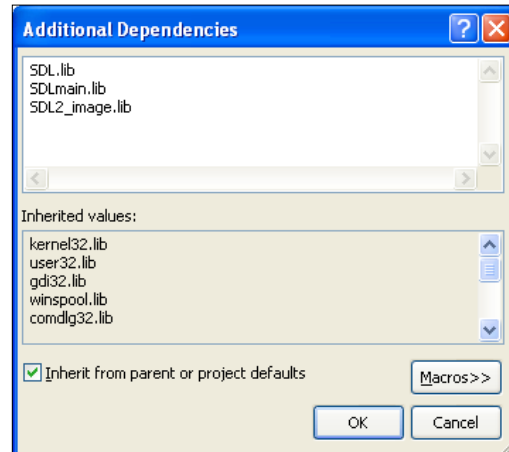 Additional Dependencies
SDL.lib
SDLmain.lib
SDL2_image.lib
Inherited values:
kernel32.lib
user32.lib
gdi32.lib
winspool.lib
comdlg32.lib
Inherit from parent or project defaults
Macros>>
OK
Cancel